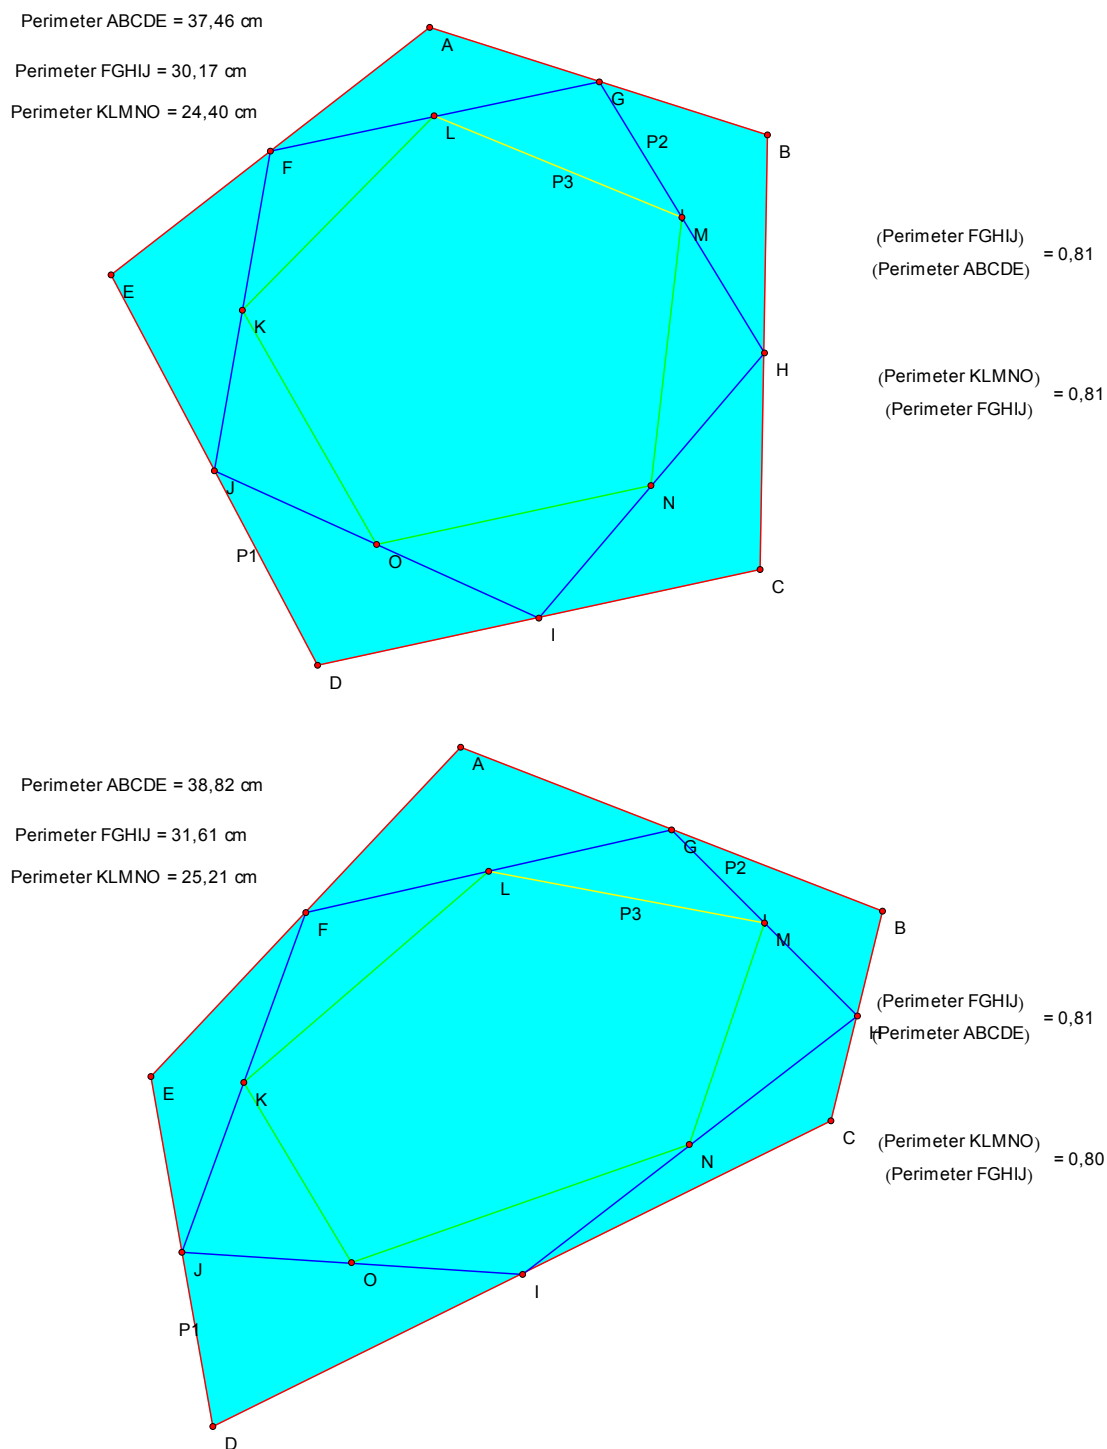 Perimeter ABCDE = 37,46 cm
A
Perimeter FGHIJ = 30,17 cm
G
Perimeter KLMNO = 24,40 cm
L
P2
B
F
P3
M
(Perimeter FGHIJ)
(Perimeter ABCDE)
= 0,81
E
K
H
(Perimeter KLMNO)
(Perimeter FGHIJ)
= 0,81
J
N
P1
O
C
I
D
A
Perimeter ABCDE = 38,82 cm
Perimeter FGHIJ = 31,61 cm
G
Perimeter KLMNO = 25,21 cm
L
P2
P3
F
B
M
(Perimeter FGHIJ)
(Perimeter ABCDE)
= 0,81
H
E
K
C
(Perimeter KLMNO)
(Perimeter FGHIJ)
= 0,80
N
J
O
I
P1
D